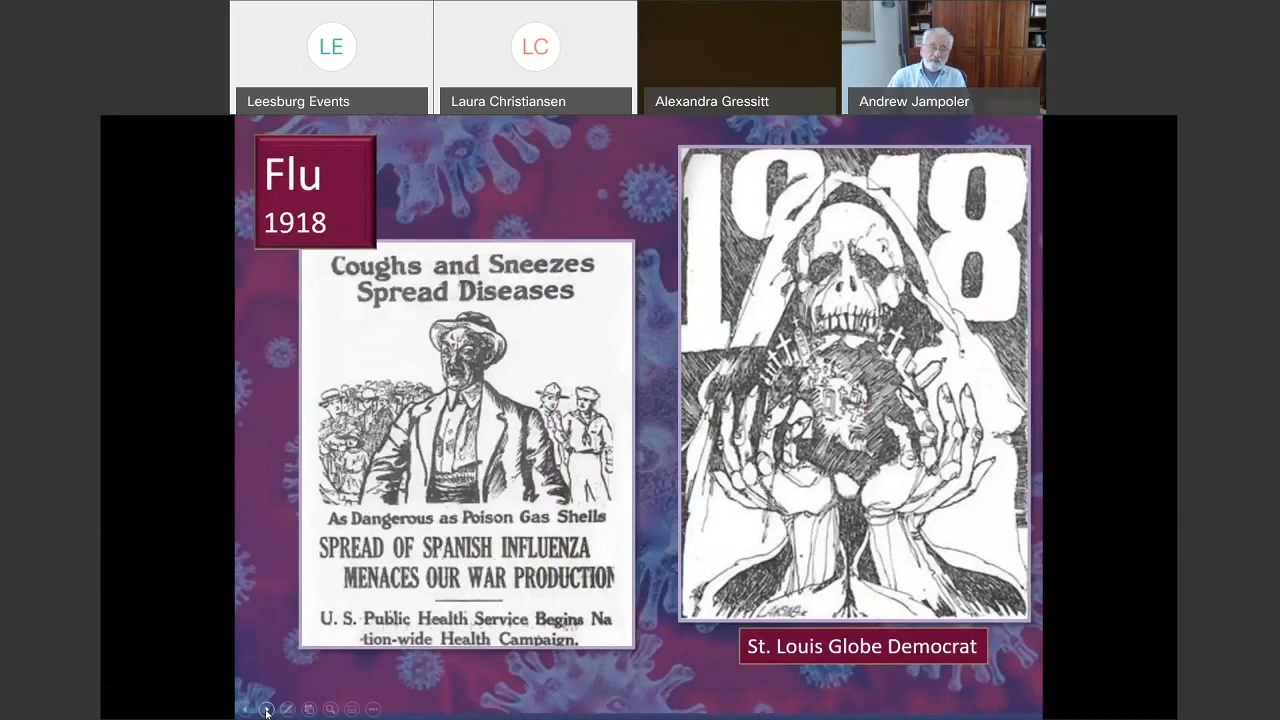 LE
LC
Leesburg Events
Laura Christiansen
Alexandra Gressitt
Andrew Jampoler
Flu
1918
Coughs and Sneezes
Spread Diseases
As Dangerous as Poison Gas Shells
SPREAD OF SPANISH INFLUENZA
MENACES OUR WAR PRODUCTION
U. S. Public Health Service Begins Na
tion-wide Health Campaign.
1918
St. Louis Globe Democrat